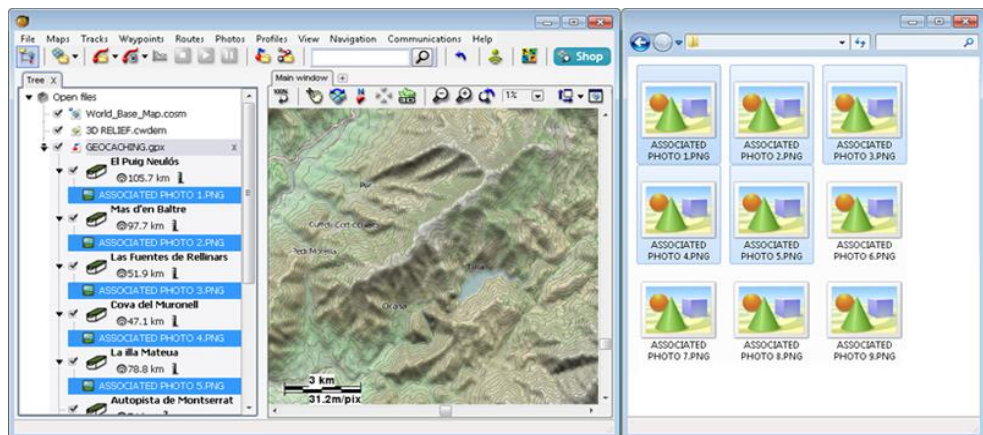 File Maps Tracks Waypoints Routes Photos Profiles View Navigation Communications Help
Shop
Tree X
Open files
World_Base_Map.cosm
3D RELIEF.cwdem
GEOCACHING.gpx x
El Puig Neulós
105.7 km
ASSOCIATED PHOTO 1.PNG
Mas d'en Baltre
97.7 km
ASSOCIATED PHOTO 2.PNG
Las Fuentes de Rellinars
51.9 km
ASSOCIATED PHOTO 3.PNG
Cova del Muronell
47.1 km
ASSOCIATED PHOTO 4.PNG
La illa Mateua
78.8 km
ASSOCIATED PHOTO 5.PNG
Autopista de Montserrat
Main window
100%
1%
3 km
31.2m/pix
ASSOCIATED PHOTO 1.PNG
ASSOCIATED PHOTO 2.PNG
ASSOCIATED PHOTO 3.PNG
ASSOCIATED PHOTO 4.PNG
ASSOCIATED PHOTO 5.PNG
ASSOCIATED PHOTO 6.PNG
ASSOCIATED PHOTO 7.PNG
ASSOCIATED PHOTO 8.PNG
ASSOCIATED PHOTO 9.PNG